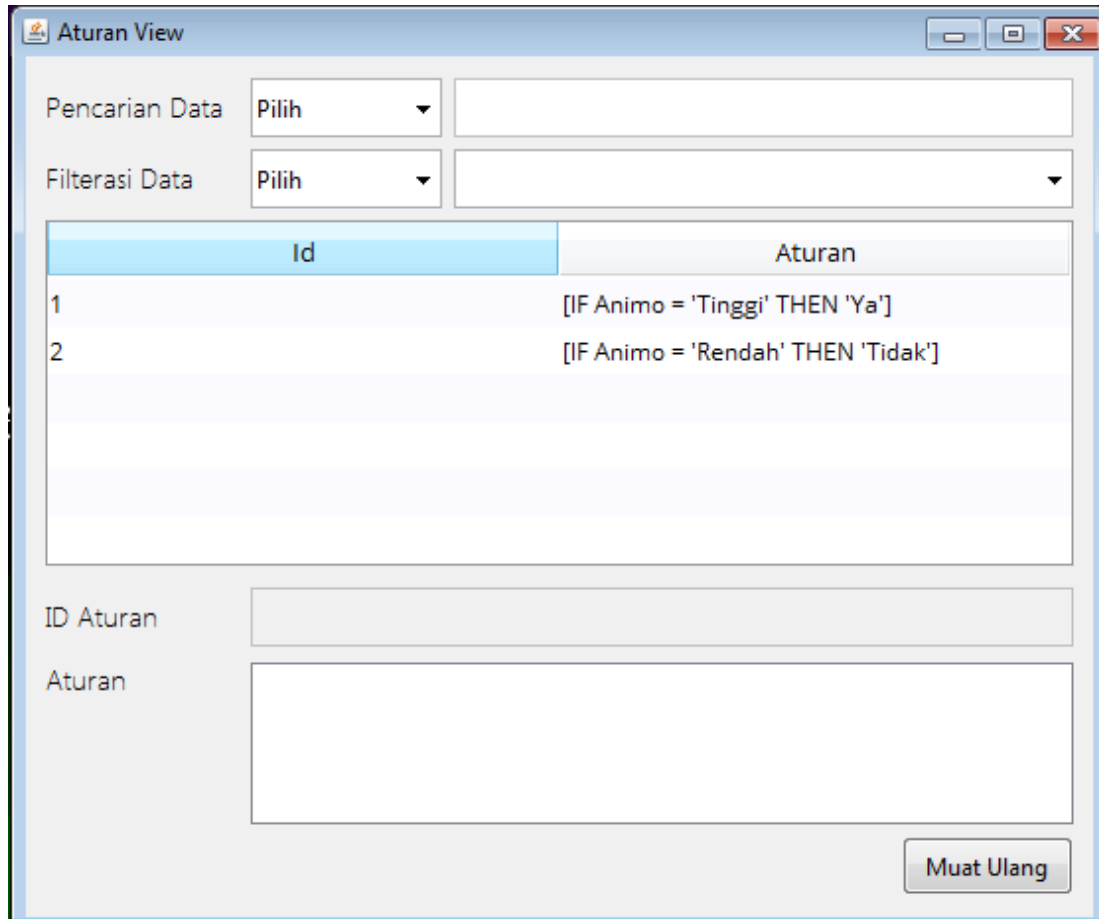 Aturan View
Pencarian Data Pilih
Filterasi Data Pilih
Id Aturan
1 [IF Animo = 'Tinggi' THEN 'Ya']
2 [IF Animo = 'Rendah' THEN 'Tidak']
ID Aturan
Aturan
Muat Ulang